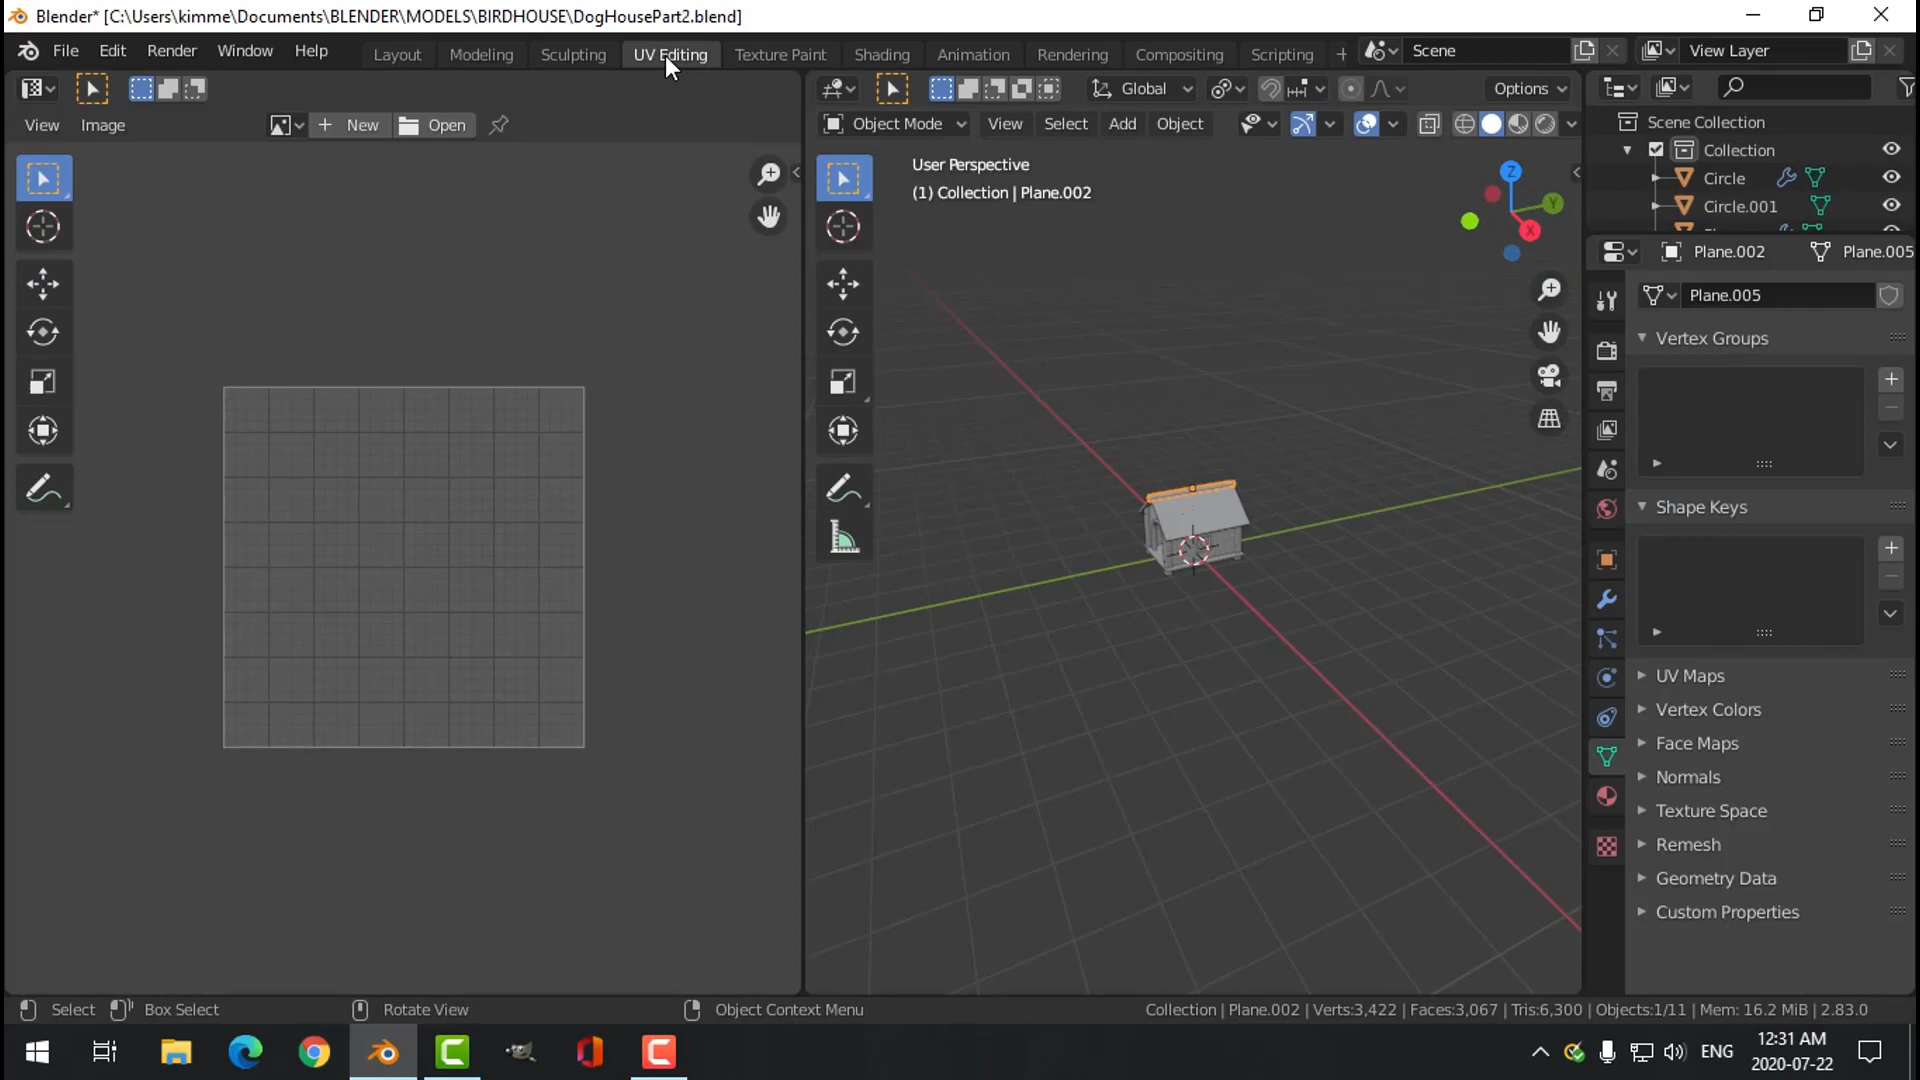 Blender* [C:\Users\kimme\Documents\BLENDER\MODELS\BIRDHOUSE\DogHousePart2.blend]
File Edit Render Window Help
Layout Modeling Sculpting UV Editing Texture Paint Shading Animation Rendering Compositing Scripting +
Scene
View Layer
Global
Options
View Image
New
Open
Object Mode
View Select Add Object
User Perspective
(1) Collection | Plane.002
Z
Y
X
Scene Collection
Collection
Circle
Circle.001
Plane.002
Plane.005
Plane.005
Vertex Groups
Shape Keys
UV Maps
Vertex Colors
Face Maps
Normals
Texture Space
Remesh
Geometry Data
Custom Properties
Select Box Select Rotate View Object Context Menu
Collection | Plane.002 | Verts:3,422 | Faces:3,067 | Tris:6,300 | Objects:1/11 | Mem: 16.2 MiB | 2.83.0
ENG
12:31 AM
2020-07-22